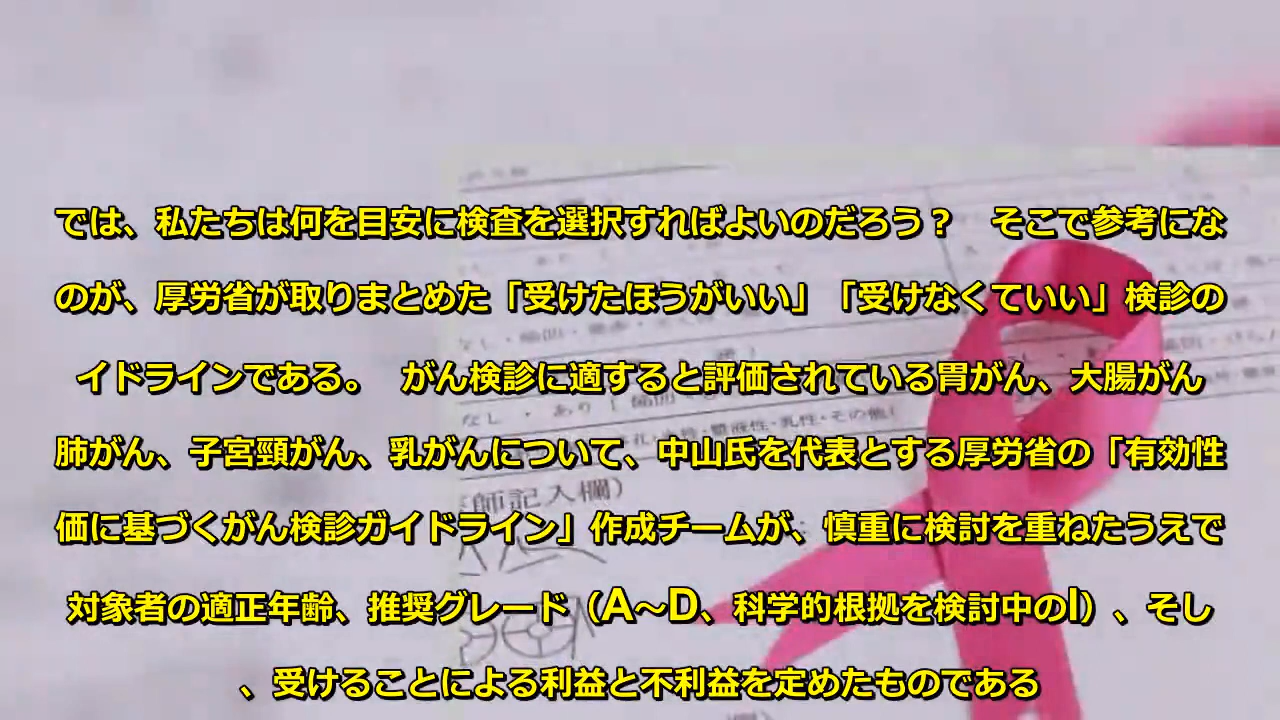 では、私たちは何を目安に検査を選択すればよいのだろう？　そこで参考にな
のが、厚労省が取りまとめた「受けたほうがいい」「受けなくていい」検診の
イドラインである。　がん検診に適すると評価されている胃がん、大腸がん
肺がん、子宮頸がん、乳がんについて、中山氏を代表とする厚労省の「有効性
価に基づくがん検診ガイドライン」作成チームが、慎重に検討を重ねたうえで
対象者の適正年齢、推奨グレード（A～D、科学的根拠を検討中のI）、そし
、受けることによる利益と不利益を定めたものである
なし ・ あり （
師記入欄）